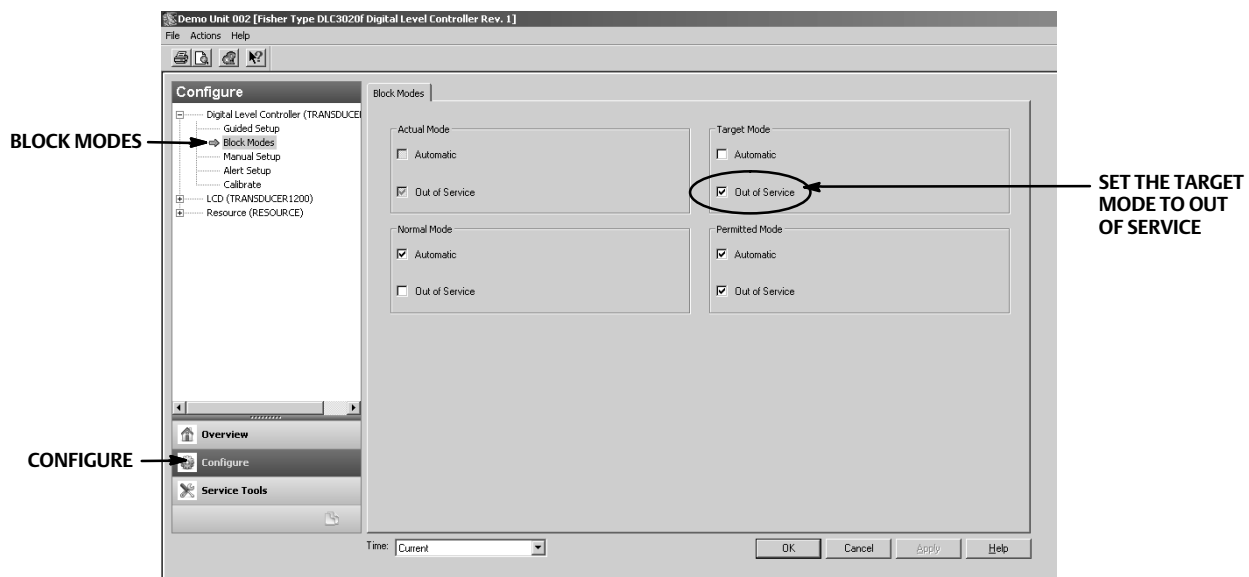 Demo Unit 002 [Fisher Type DLC3020f Digital Level Controller Rev. 1]
File Actions Help
Configure
Digital Level Controller (TRANSDUCE
Guided Setup
Block Modes
Manual Setup
Alert Setup
Calibrate
LCD (TRANSDUCER1200)
Resource (RESOURCE)
Overview
Configure
Service Tools
Block Modes
Actual Mode
Automatic
Out of Service
Target Mode
Automatic
Out of Service
Normal Mode
Automatic
Out of Service
Permitted Mode
Automatic
Out of Service
Time: Current
OK Cancel Apply Help
BLOCK MODES
CONFIGURE
SET THE TARGET
MODE TO OUT
OF SERVICE